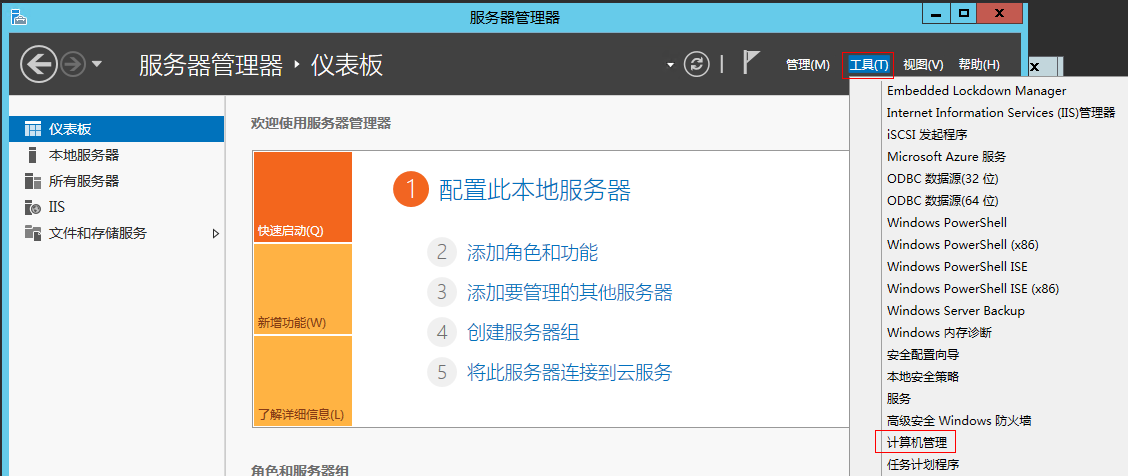 服务器管理器
服务器管理器 仪表板
管理(M) 工具(T) 视图(V) 帮助(H)
仪表板
本地服务器
所有服务器
IIS
文件和存储服务
欢迎使用服务器管理器
快速启动(Q)
新增功能(W)
了解详细信息(L)
1 配置此本地服务器
2 添加角色和功能
3 添加要管理的其他服务器
4 创建服务器组
5 将此服务器连接到云服务
角色和服务器组
Embedded Lockdown Manager
Internet Information Services (IIS)管理器
iSCSI 发起程序
Microsoft Azure 服务
ODBC 数据源(32 位)
ODBC 数据源(64 位)
Windows PowerShell
Windows PowerShell (x86)
Windows PowerShell ISE
Windows PowerShell ISE (x86)
Windows Server Backup
Windows 内存诊断
安全配置向导
本地安全策略
服务
高级安全 Windows 防火墙
计算机管理
任务计划程序